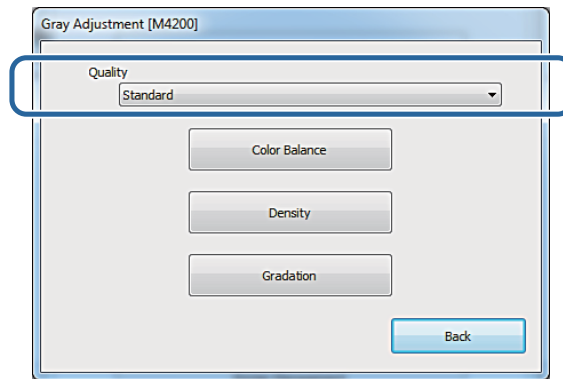 Gray Adjustment [M4200]
Quality
Standard
Color Balance
Density
Gradation
Back